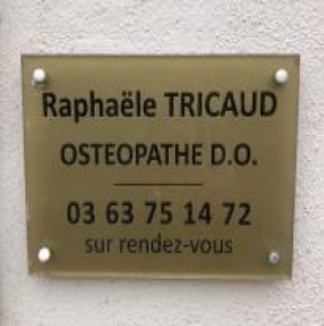 Raphaële TRICAUD
OSTEOPATHE D.O.
03 63 75 14 72
sur rendez-vous